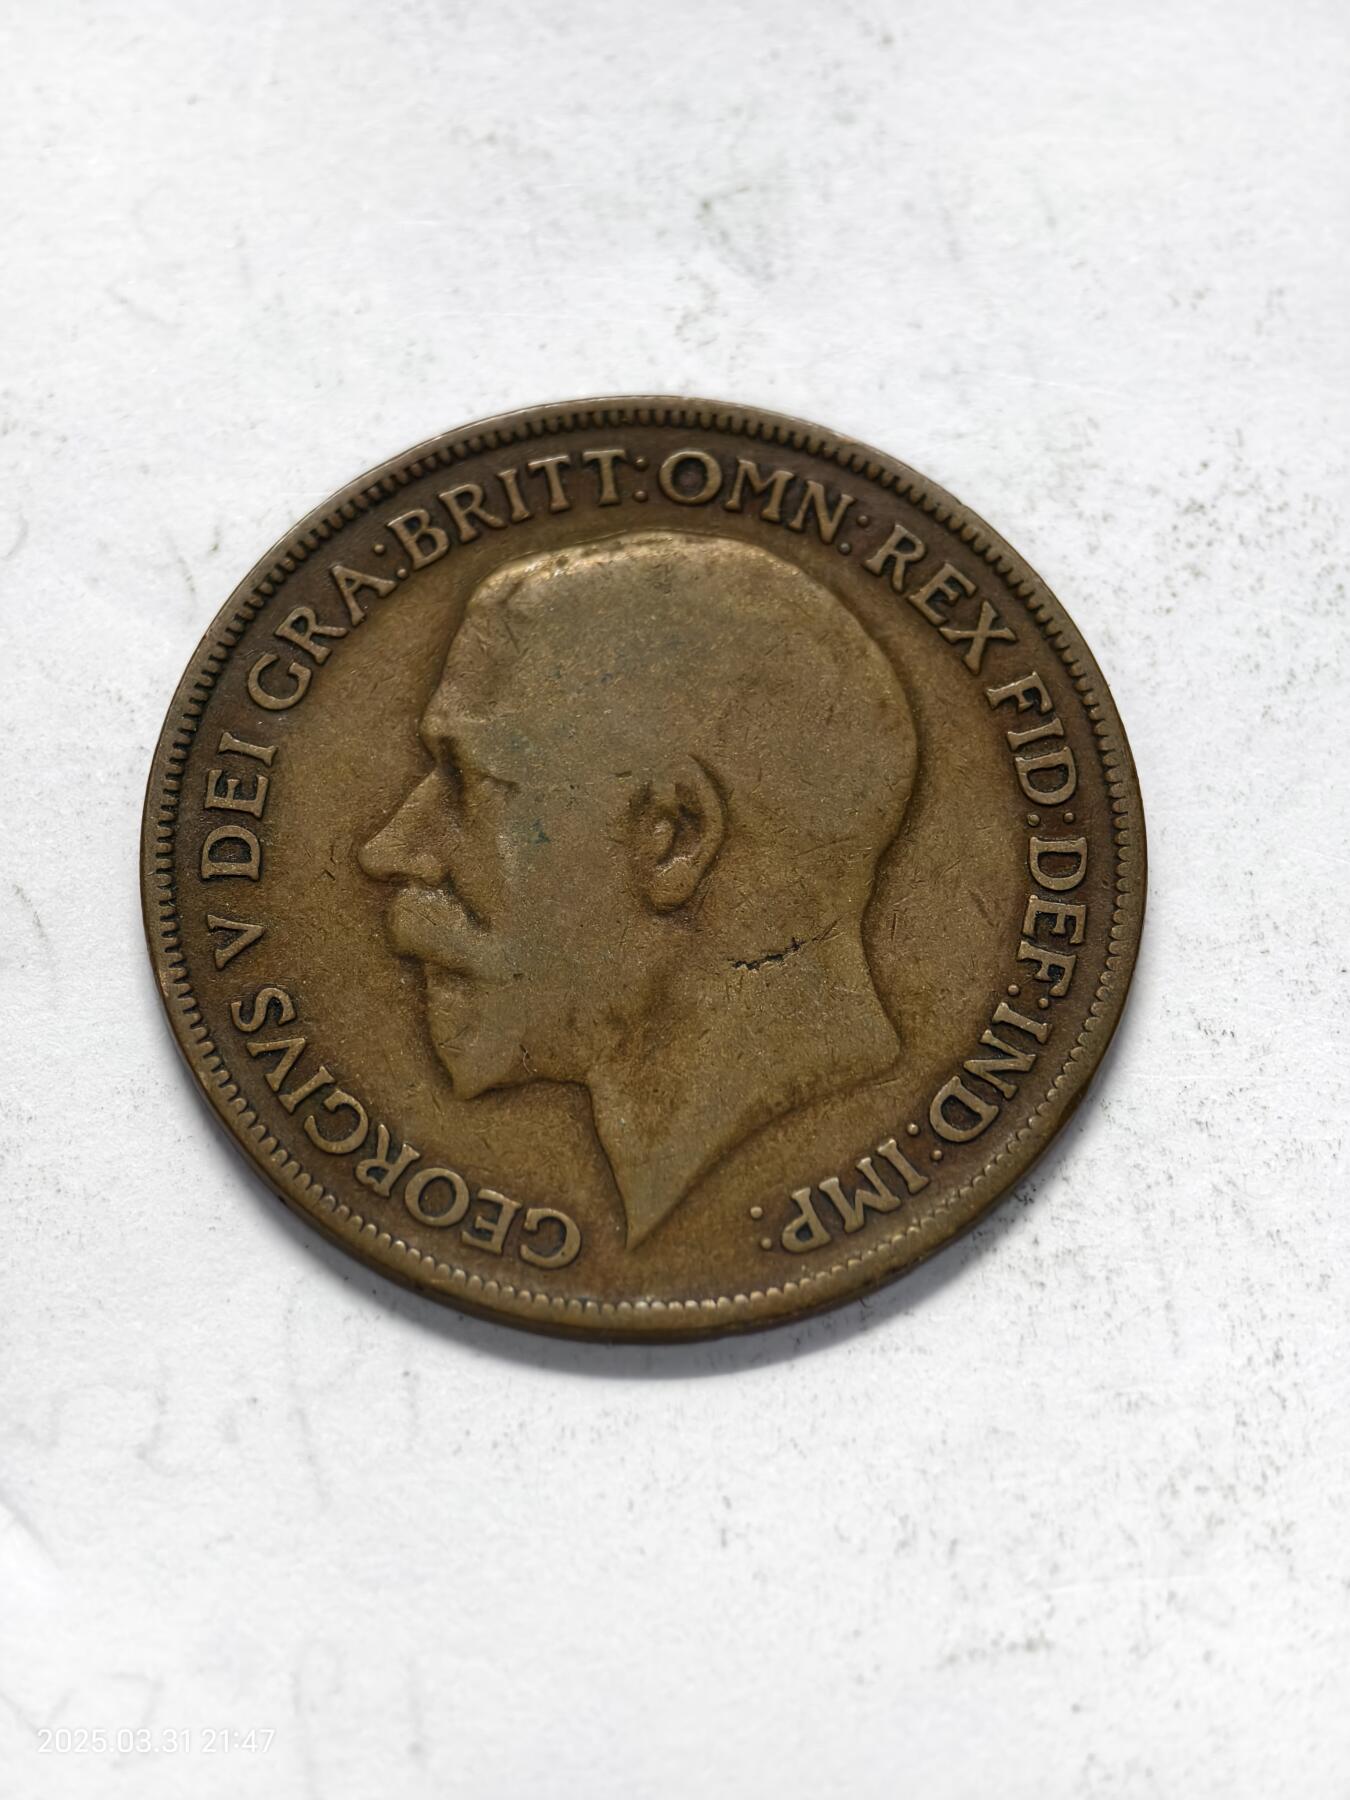 GEORGIVS V DEI GRA:BRITT:OMN:REX FID:DEF:IND:IMP:
2025.03.31 21:47